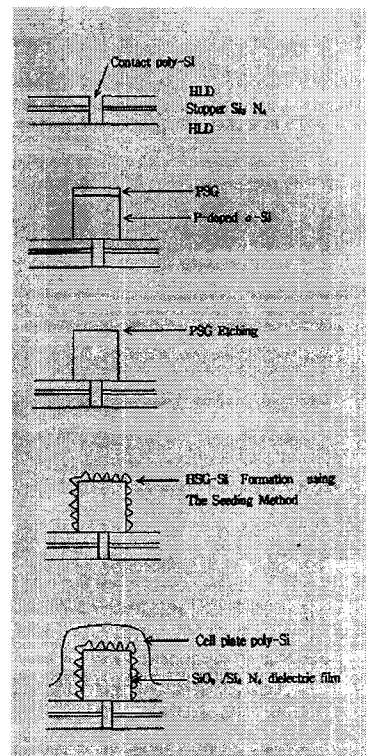 Contact poly-Si
HLD
Stopper Si₃ N₄
HLD
PSG
P-doped a-Si
PSG Etching
HSG-Si Formation using
The Seeding Method
Cell plate poly-Si
SiO₂ /Si₃ N₄ dielectric film